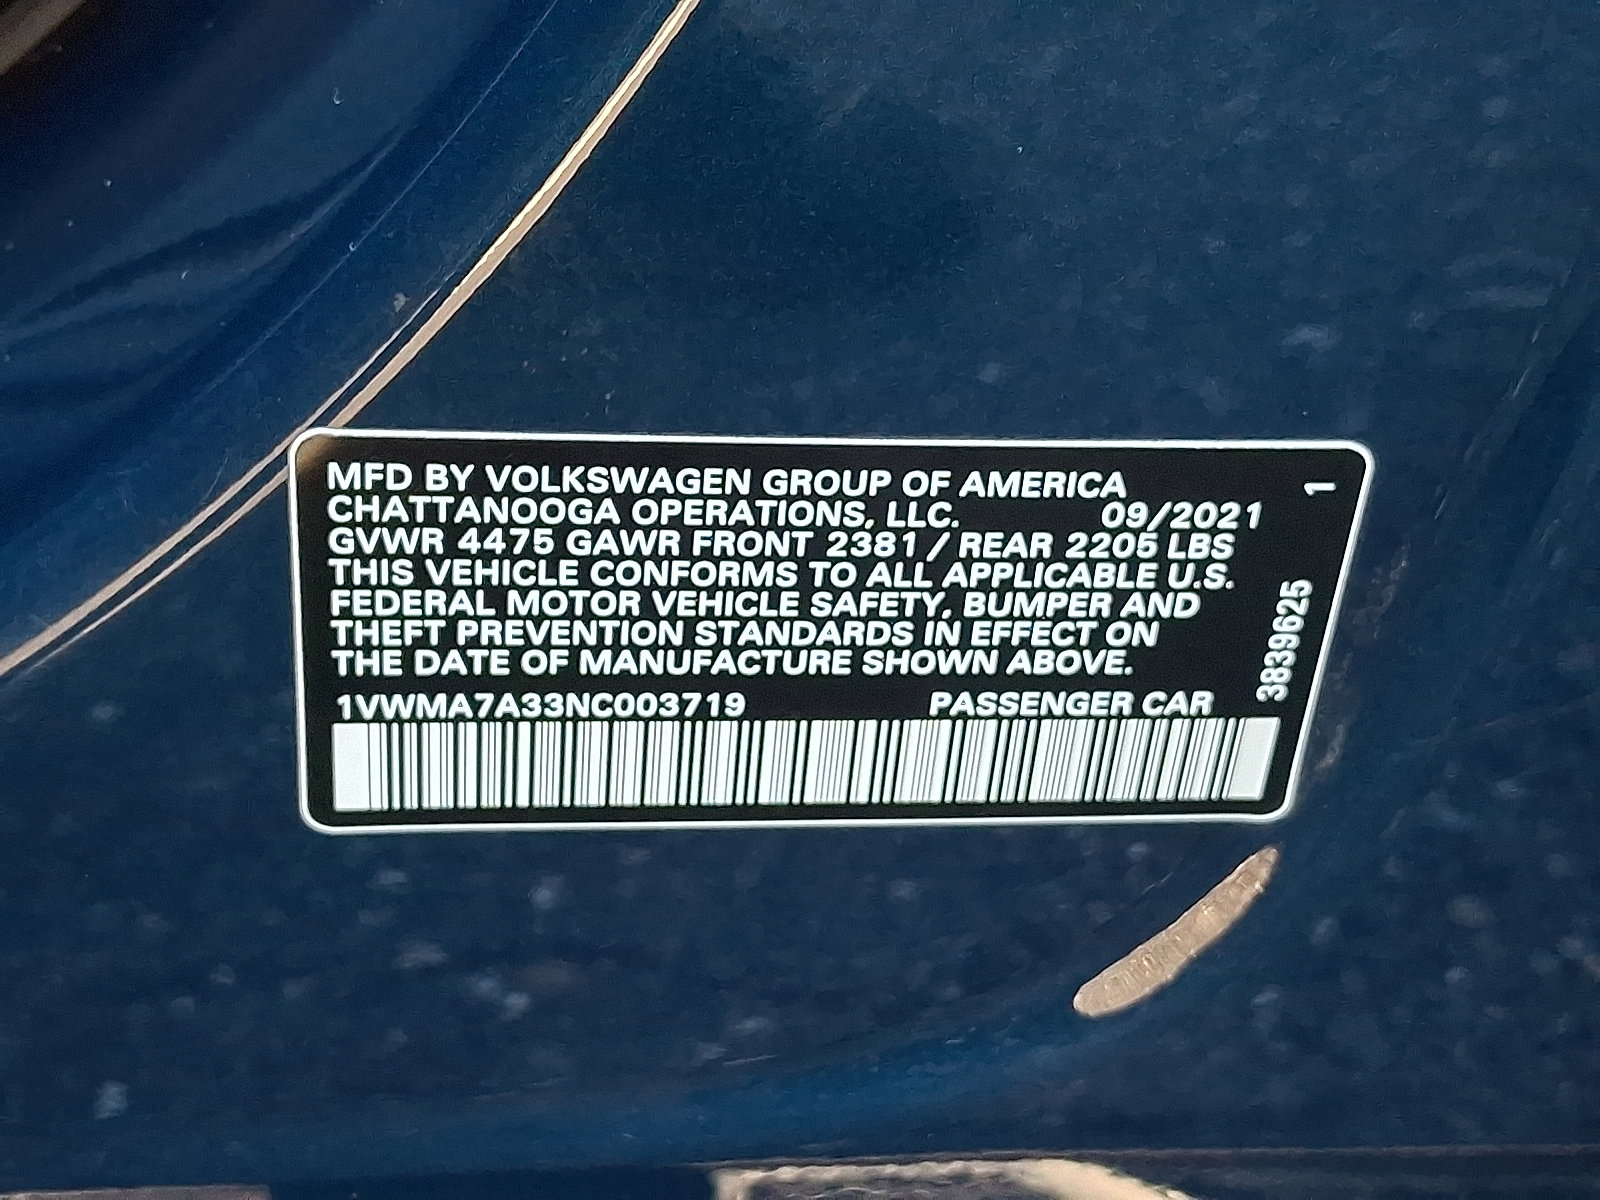 MFD BY VOLKSWAGEN GROUP OF AMERICA
CHATTANOOGA OPERATIONS, LLC. 09/2021
GVWR 4475 GAWR FRONT 2381 / REAR 2205 LBS
THIS VEHICLE CONFORMS TO ALL APPLICABLE U.S.
FEDERAL MOTOR VEHICLE SAFETY, BUMPER AND
THEFT PREVENTION STANDARDS IN EFFECT ON
THE DATE OF MANUFACTURE SHOWN ABOVE.
1VWMA7A33NC003719 PASSENGER CAR
3839625 1